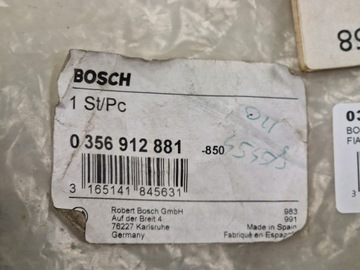 BOSCH
1 St/Pc
0 356 912 881 -850
3 165141 845631
Robert Bosch GmbH 983
Auf der Breit 4 991
76227 Karlsruhe Made in Spain
Germany Fabriqué en Espagne
89
03
BO
FIA